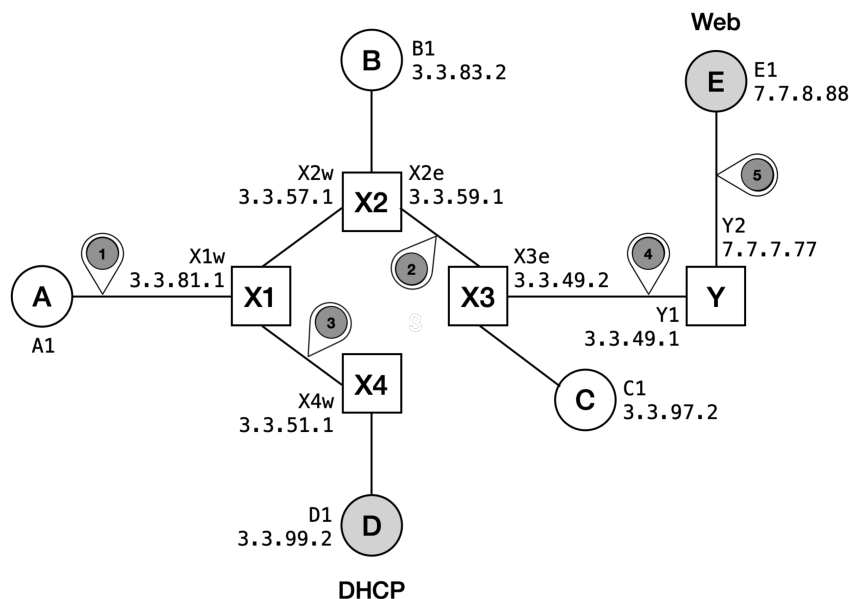 Web
B
B1
3.3.83.2
E
E1
7.7.8.88
X2w
3.3.57.1
X2
X2e
3.3.59.1
5
1
2
4
Y2
7.7.7.77
X1w
3.3.81.1
X3e
3.3.49.2
A
A1
X1
X3
Y
Y1
3.3.49.1
3
3
X4
X4w
3.3.51.1
C
C1
3.3.97.2
D1
3.3.99.2
D
DHCP